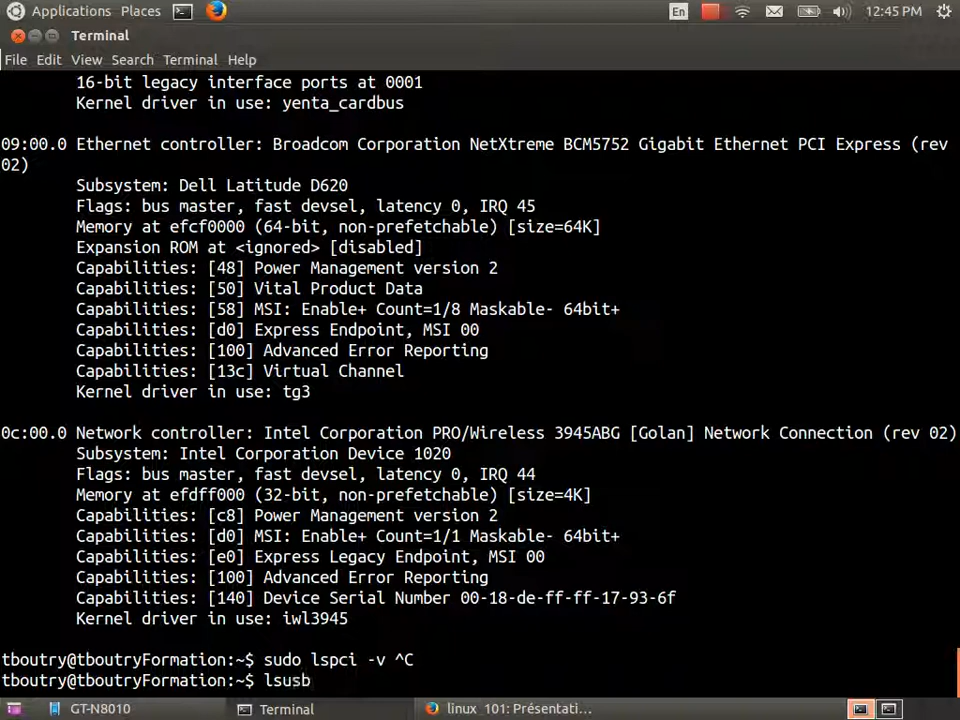 Applications Places En 12:45 PM
Terminal
File Edit View Search Terminal Help
16-bit legacy interface ports at 0001
Kernel driver in use: yenta_cardbus
09:00.0 Ethernet controller: Broadcom Corporation NetXtreme BCM5752 Gigabit Ethernet PCI Express (rev
02)
Subsystem: Dell Latitude D620
Flags: bus master, fast devsel, latency 0, IRQ 45
Memory at efcf0000 (64-bit, non-prefetchable) [size=64K]
Expansion ROM at <ignored> [disabled]
Capabilities: [48] Power Management version 2
Capabilities: [50] Vital Product Data
Capabilities: [58] MSI: Enable+ Count=1/8 Maskable- 64bit+
Capabilities: [d0] Express Endpoint, MSI 00
Capabilities: [100] Advanced Error Reporting
Capabilities: [13c] Virtual Channel
Kernel driver in use: tg3
0c:00.0 Network controller: Intel Corporation PRO/Wireless 3945ABG [Golan] Network Connection (rev 02)
Subsystem: Intel Corporation Device 1020
Flags: bus master, fast devsel, latency 0, IRQ 44
Memory at efdff000 (32-bit, non-prefetchable) [size=4K]
Capabilities: [c8] Power Management version 2
Capabilities: [d0] MSI: Enable+ Count=1/1 Maskable- 64bit+
Capabilities: [e0] Express Legacy Endpoint, MSI 00
Capabilities: [100] Advanced Error Reporting
Capabilities: [140] Device Serial Number 00-18-de-ff-ff-17-93-6f
Kernel driver in use: iwl3945
tboutry@tboutryFormation:~$ sudo lspci -v ^C
tboutry@tboutryFormation:~$ lsusb
GT-N8010 Terminal linux_101: Présentati...